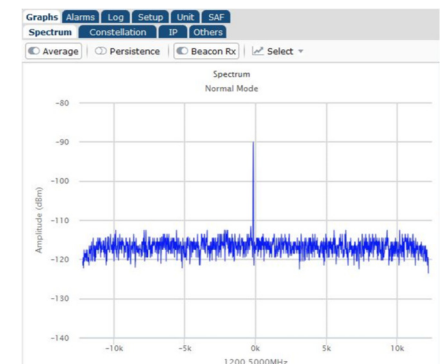 Graphs Alarms Log Setup Unit SAF
Spectrum Constellation IP Others
Average Persistence Beacon Rx Select
Spectrum
Normal Mode
-80
-90
-100
-110
-120
-130
-140
Amplitude (dBm)
-10k -5k 0k 5k 10k
1200.5000MHz